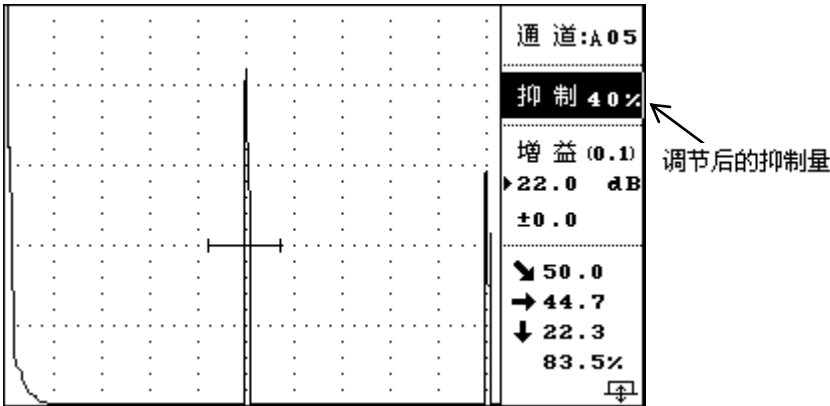 通 道:A05
抑 制 40%
增 益 (0.1)
22.0 dB
±0.0
50.0
44.7
22.3
83.5%
调节后的抑制量